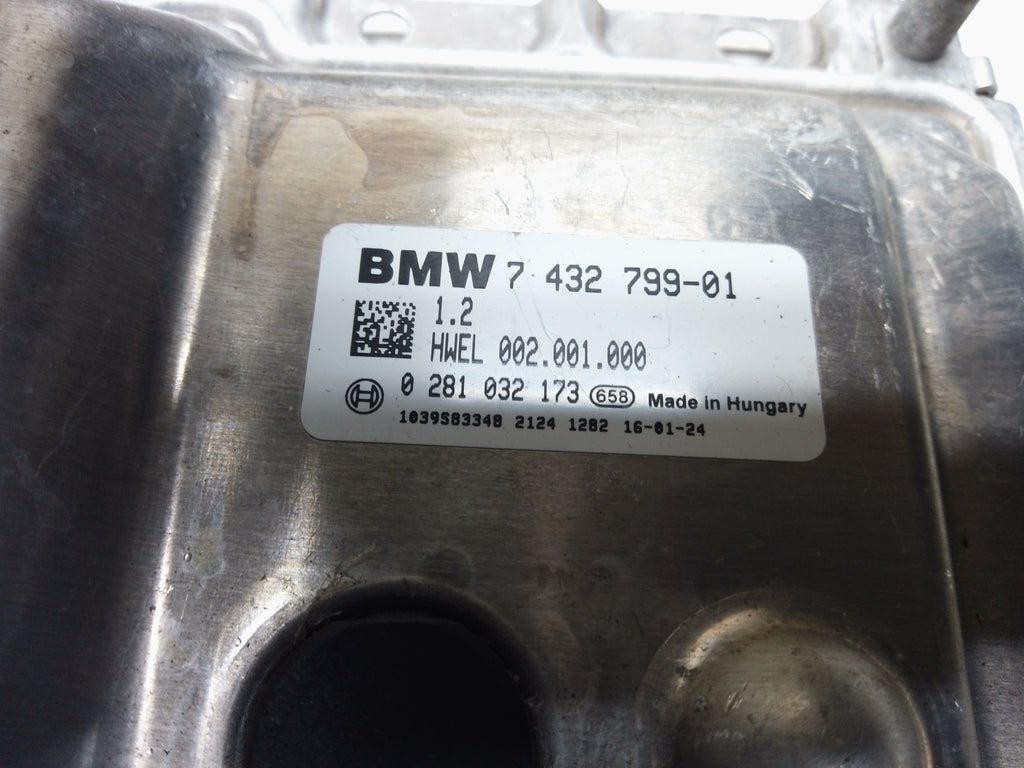 BMW 7 432 799-01
1.2
HWEL 002.001.000
0 281 032 173 658 Made in Hungary
1039S83348 2124 1282 16-01-24